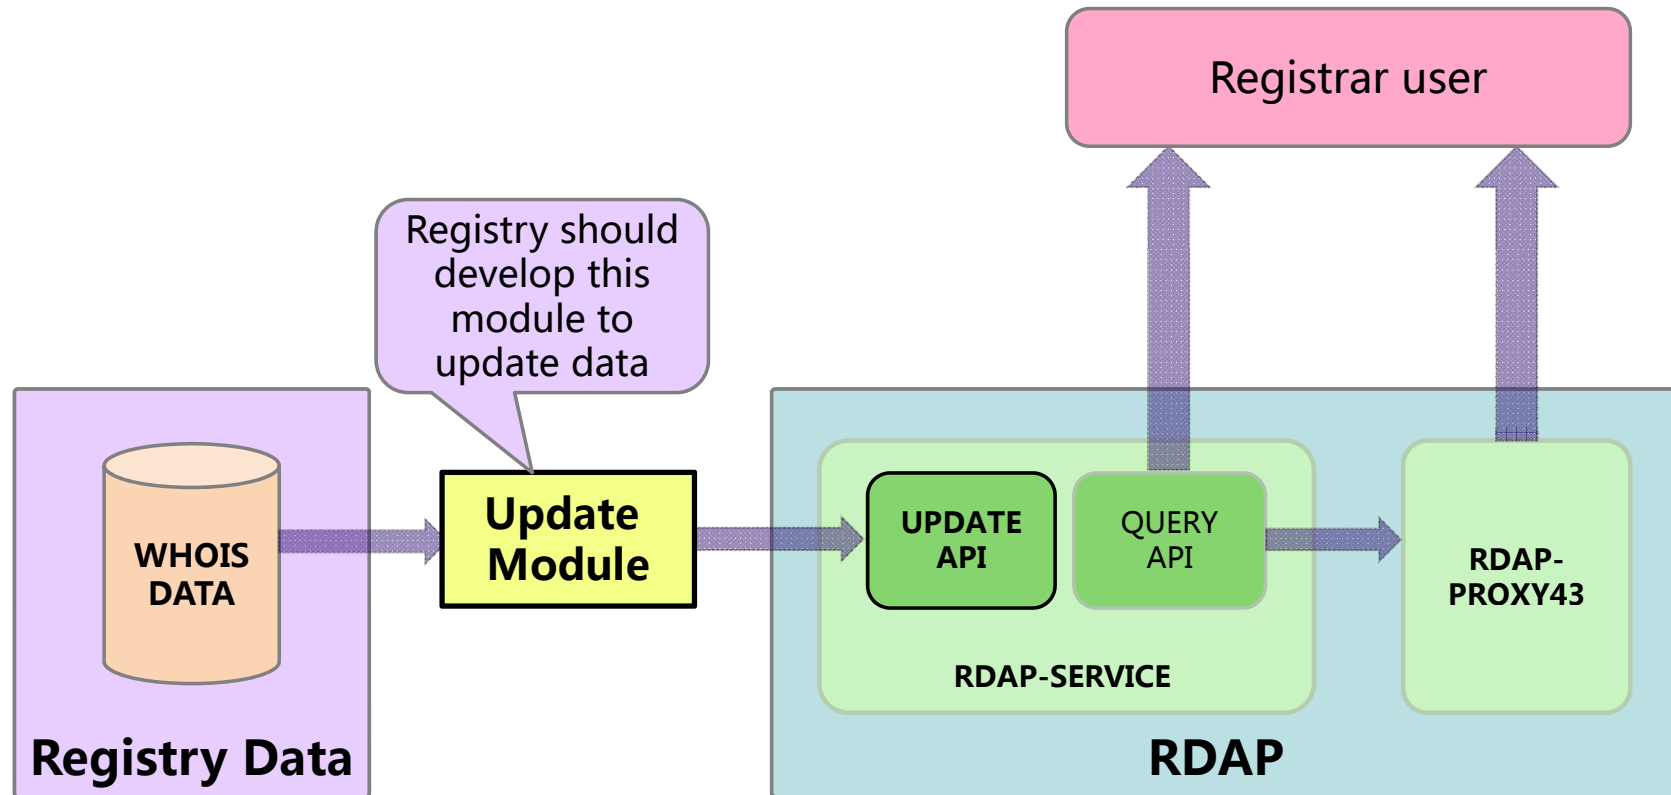 Registrar user
Registry should
develop this
module to
update data
WHOIS
DATA
Update
Module
UPDATE
API
QUERY
API
RDAP-
PROXY43
RDAP-SERVICE
Registry Data
RDAP